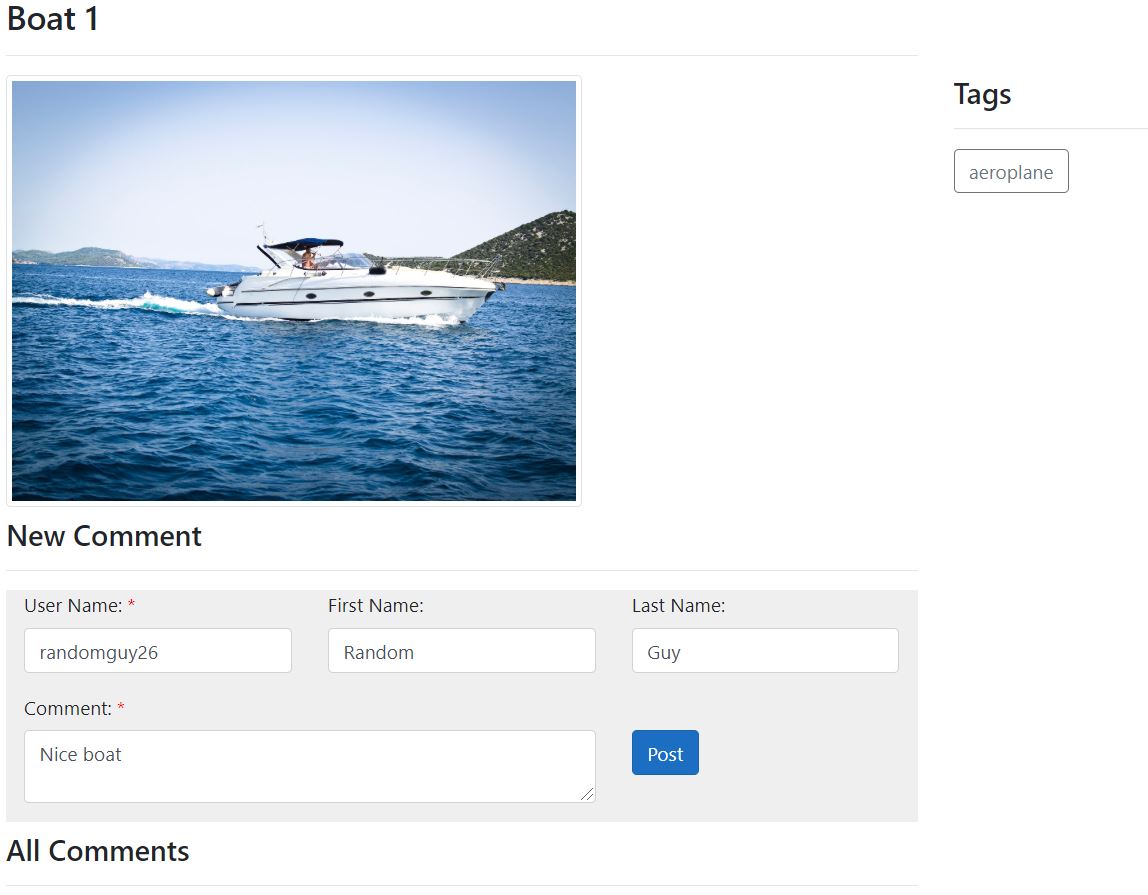 Boat 1
Tags
aeroplane
New Comment
User Name: * First Name: Last Name:
randomguy26 Random Guy
Comment: *
Nice boat Post
All Comments